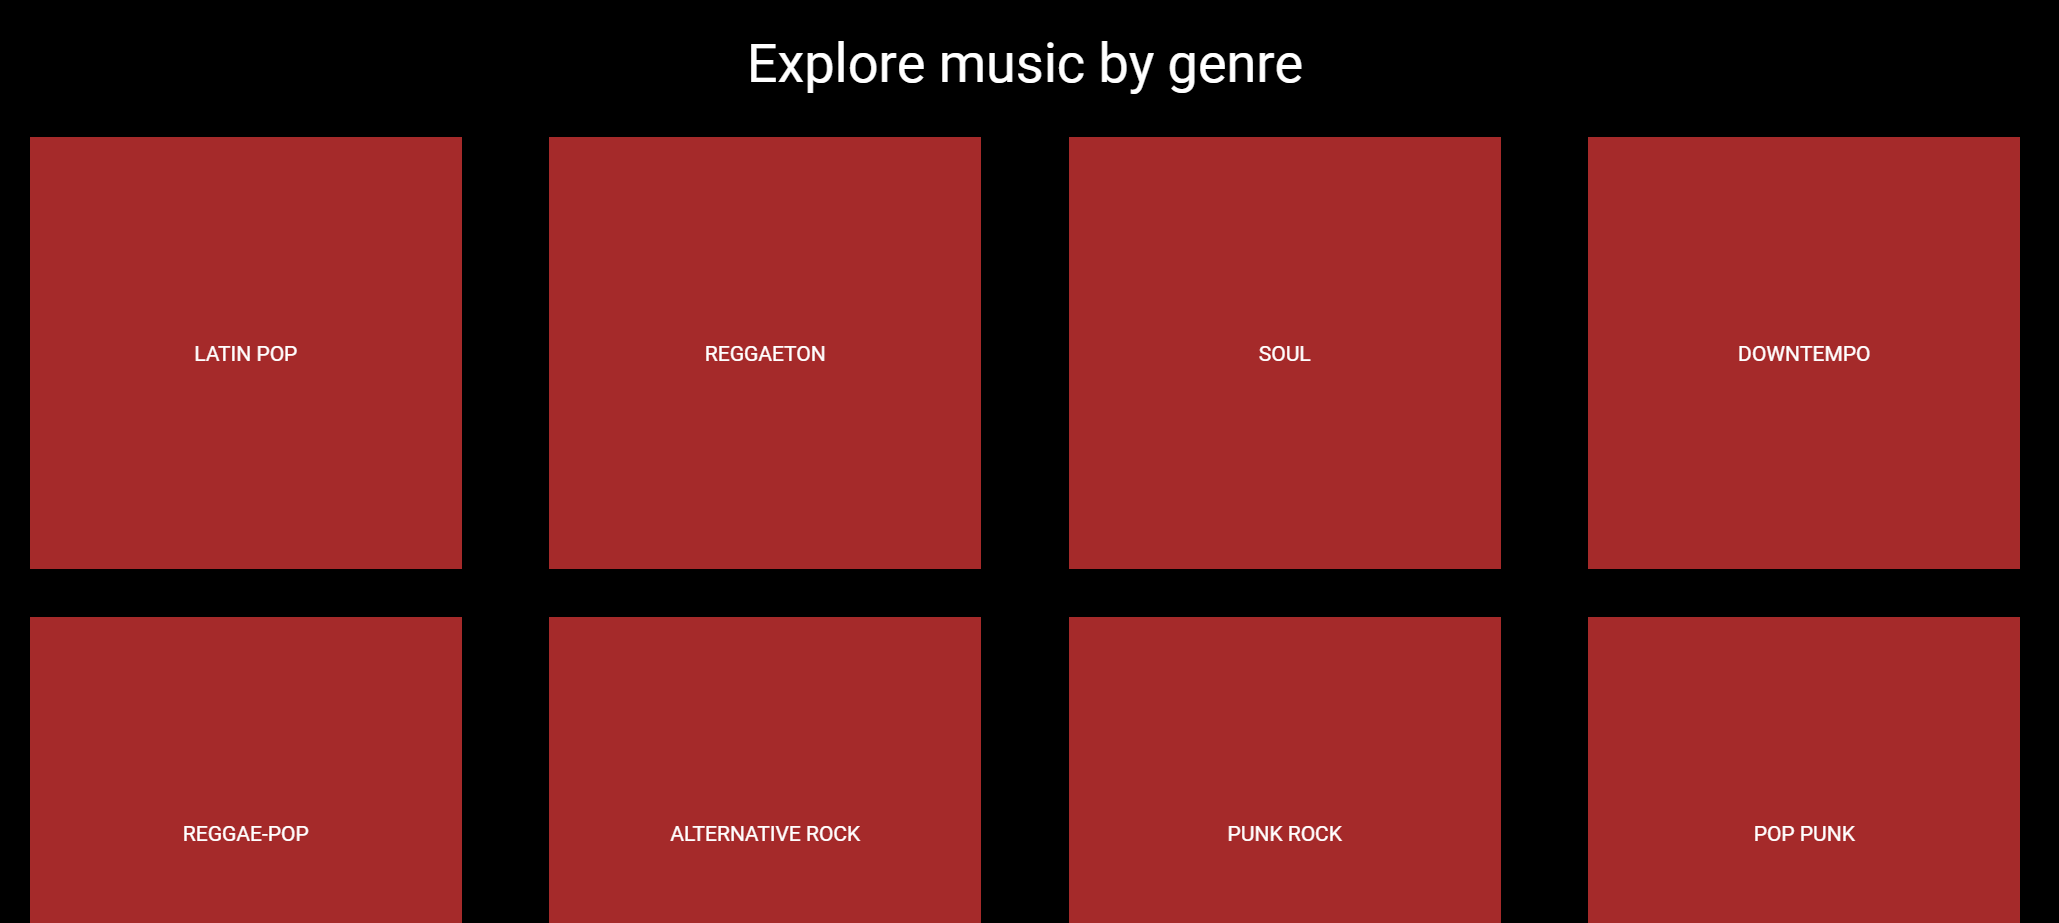 Explore music by genre
LATIN POP
REGGAETON
SOUL
DOWNTEMPO
REGGAE-POP
ALTERNATIVE ROCK
PUNK ROCK
POP PUNK